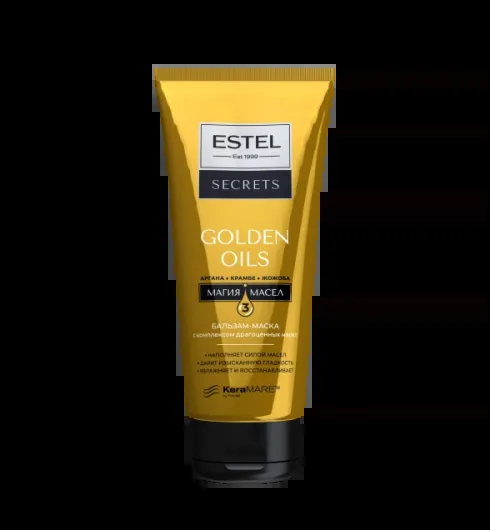 ESTEL
Est 1999
SECRETS
GOLDEN
OILS
АРГАНА • КРАМБЕ • ЖОЖОБА
МАГИЯ МАСЕЛ
3
БАЛЬЗАМ-МАСКА
с комплексом драгоценных масел
• НАПОЛНЯЕТ СИЛОЙ МАСЕЛ
• ДАРИТ ИЗЫСКАННУЮ ГЛАДКОСТЬ
• УВЛАЖНЯЕТ И ВОССТАНАВЛИВАЕТ
KeraMARE™